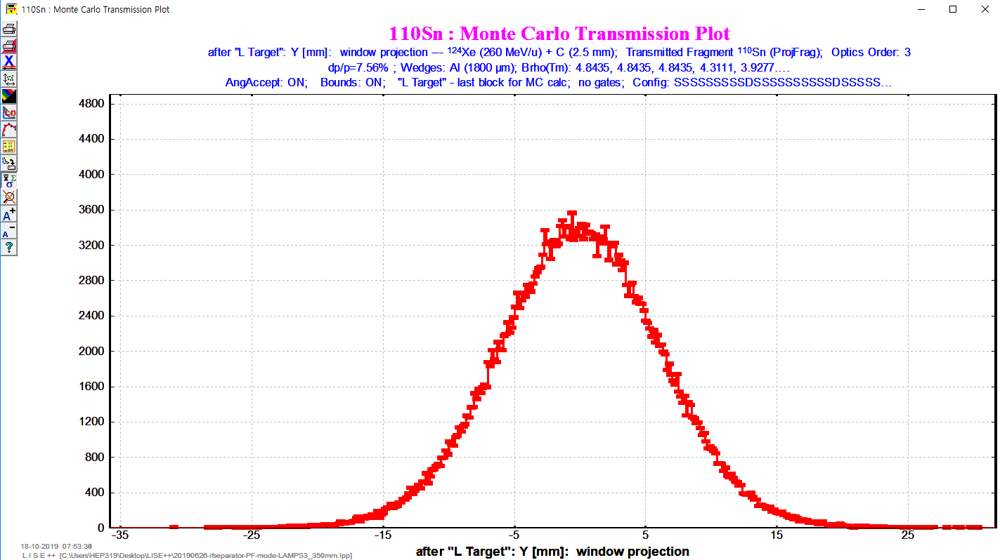 110Sn : Monte Carlo Transmission Plot
110Sn : Monte Carlo Transmission Plot
after "L Target": Y [mm]: window projection --- ¹²⁴Xe (260 MeV/u) + C (2.5 mm); Transmitted Fragment ¹¹⁰Sn (ProjFrag); Optics Order: 3
dp/p=7.56% ; Wedges: Al (1800 µm); Brho(Tm): 4.8435, 4.8435, 4.8435, 4.3111, 3.9277....
AngAccept: ON; Bounds: ON; "L Target" - last block for MC calc; no gates; Config: SSSSSSSSSDSSSSSSSSSSDSSSSS...
4800
4400
4000
3600
3200
2800
2400
2000
1600
1200
800
400
0
-35 -25 -15 -5 5 15 25
after "L Target": Y [mm]: window projection
18-10-2019 07:53:36
L I S E ++ [C:\Users\HEP319\Desktop\LISE++\20190626-ifseparator-PF-mode-LAMPS3_350mm.lpp]